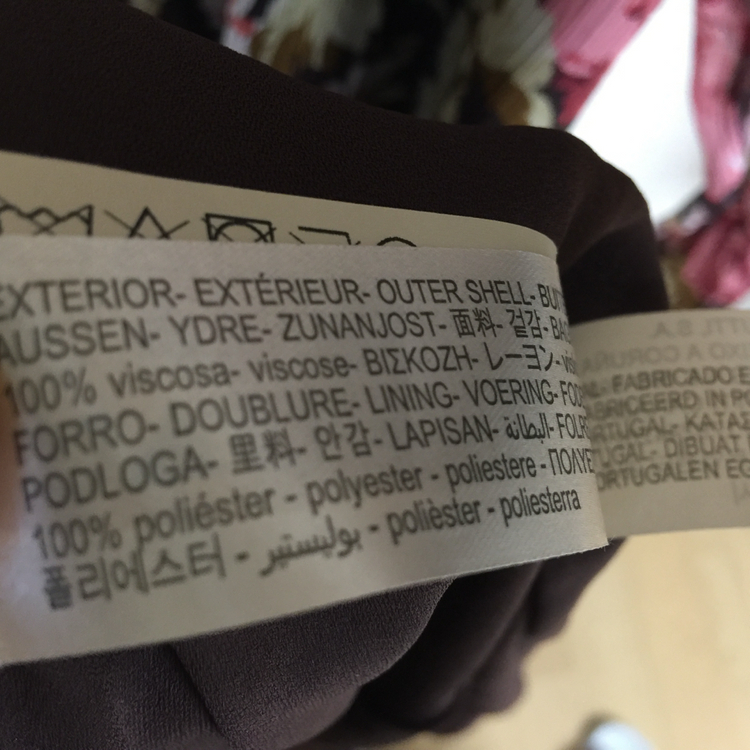 EXTERIOR- EXTÉRIEUR- OUTER SHELL-
AUSSEN- YDRE- ZUNANJOST- 面料- 겉감-
100% viscosa- viscose- ΒΙΣΚΟΖΗ- レーヨン-
FORRO- DOUBLURE- LINING- VOERING-
PODLOGA- 里料- 안감- LAPISAN- البطانة-
100% poliéster - polyester - poliestere -
폴리에스터 - بوليستير - polièster - poliesterra
S.A.
A CORUÑA
FABRICADO
PORTUGAL-
DIBUAT